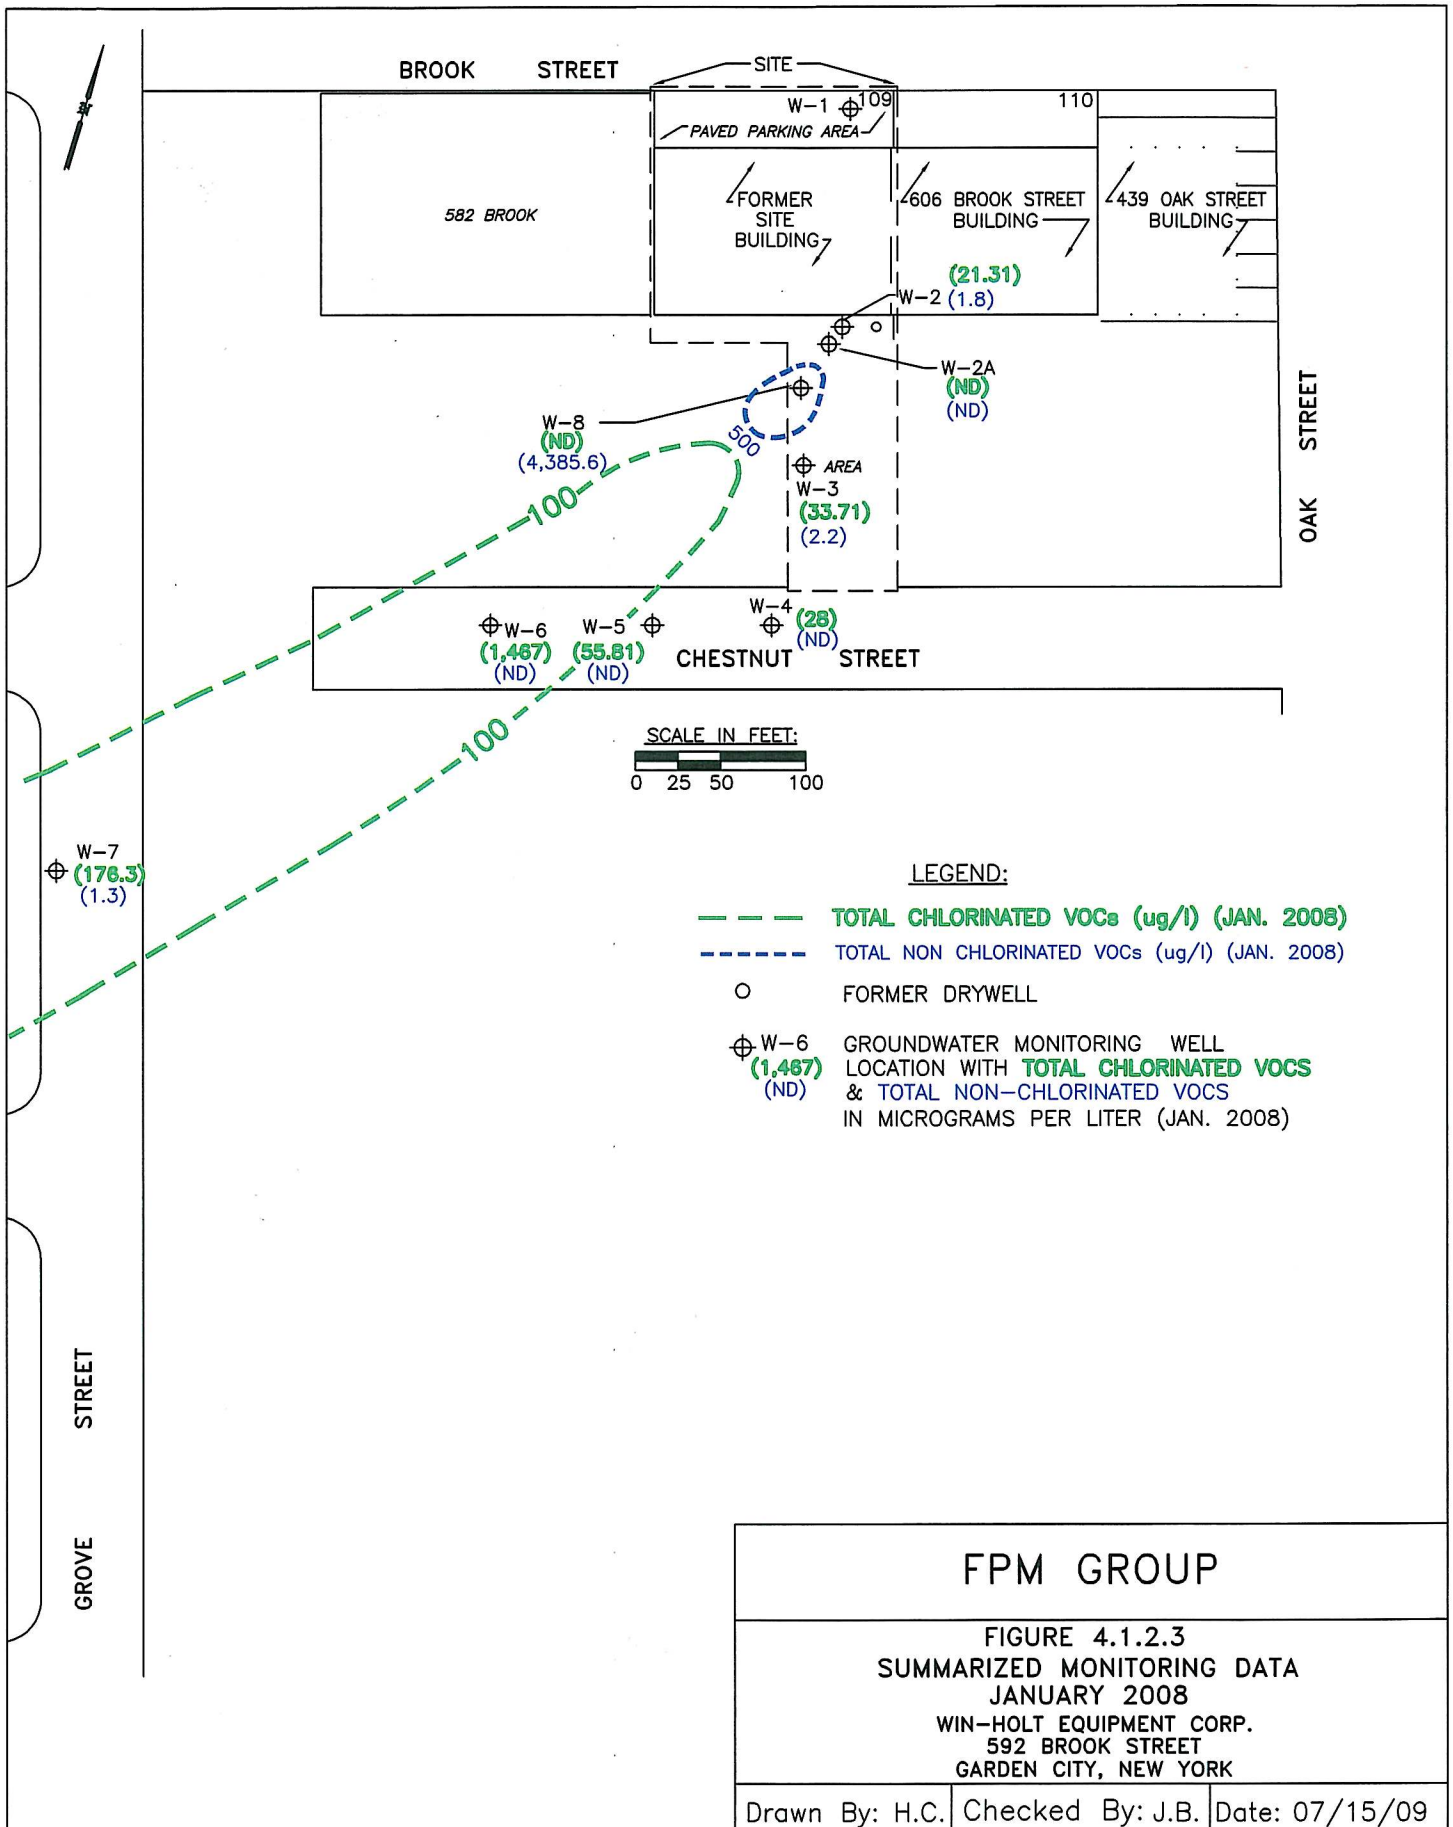 BROOK STREET
SITE
W-1
109
110
PAVED PARKING AREA
582 BROOK
FORMER
SITE
BUILDING
606 BROOK STREET
BUILDING
439 OAK STREET
BUILDING
(21.31)
W-2 (1.8)
W-2A
(ND)
(ND)
W-8
(ND)
(4,385.6)
500
100
AREA
W-3
(33.71)
(2.2)
OAK STREET
W-6
(1,467)
(ND)
W-5
(55.81)
(ND)
W-4
(28)
(ND)
CHESTNUT STREET
100
SCALE IN FEET:
0 25 50 100
W-7
(176.3)
(1.3)
LEGEND:
TOTAL CHLORINATED VOCs (ug/l) (JAN. 2008)
TOTAL NON CHLORINATED VOCs (ug/l) (JAN. 2008)
FORMER DRYWELL
W-6
(1,467)
(ND)
GROUNDWATER MONITORING WELL
LOCATION WITH TOTAL CHLORINATED VOCS
& TOTAL NON-CHLORINATED VOCS
IN MICROGRAMS PER LITER (JAN. 2008)
GROVE STREET
FPM GROUP
FIGURE 4.1.2.3
SUMMARIZED MONITORING DATA
JANUARY 2008
WIN-HOLT EQUIPMENT CORP.
592 BROOK STREET
GARDEN CITY, NEW YORK
Drawn By: H.C. Checked By: J.B. Date: 07/15/09